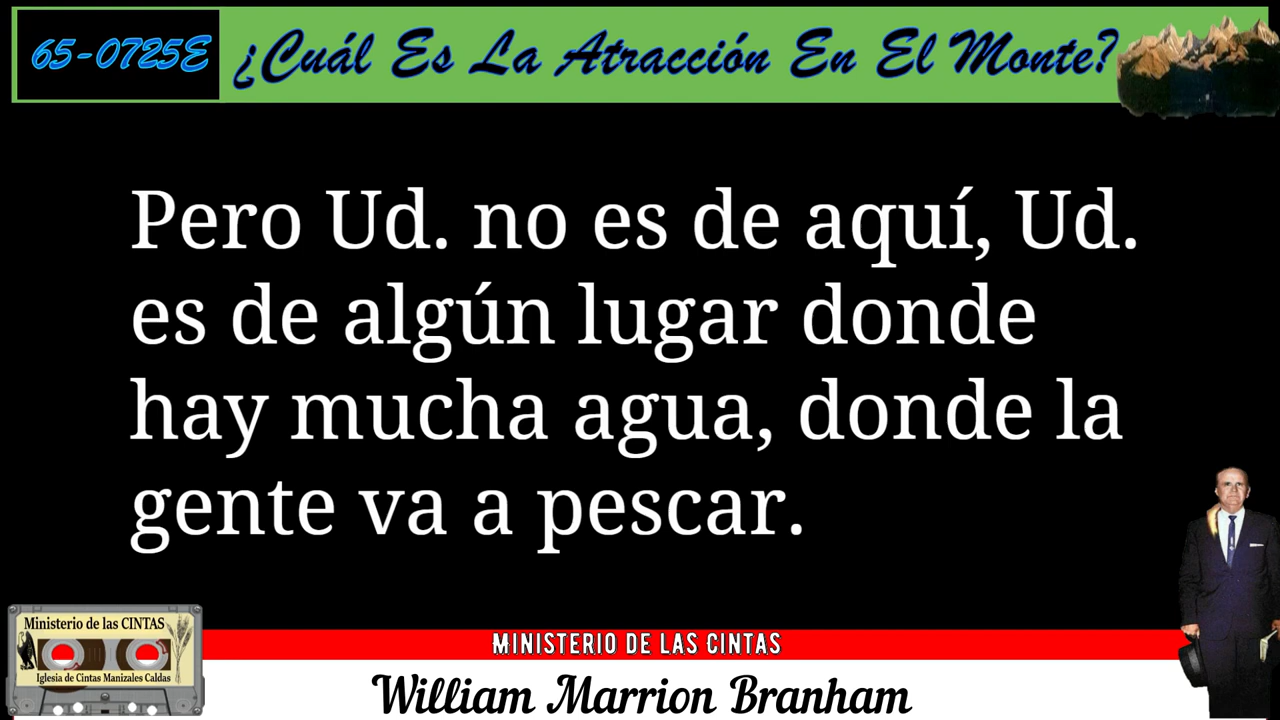 65-0725E ¿Cuál Es La Atracción En El Monte?
Pero Ud. no es de aquí, Ud.
es de algún lugar donde
hay mucha agua, donde la
gente va a pescar.
Ministerio de las CINTAS
Iglesia de Cintas Manizales Caldas
MINISTERIO DE LAS CINTAS
William Marrion Branham